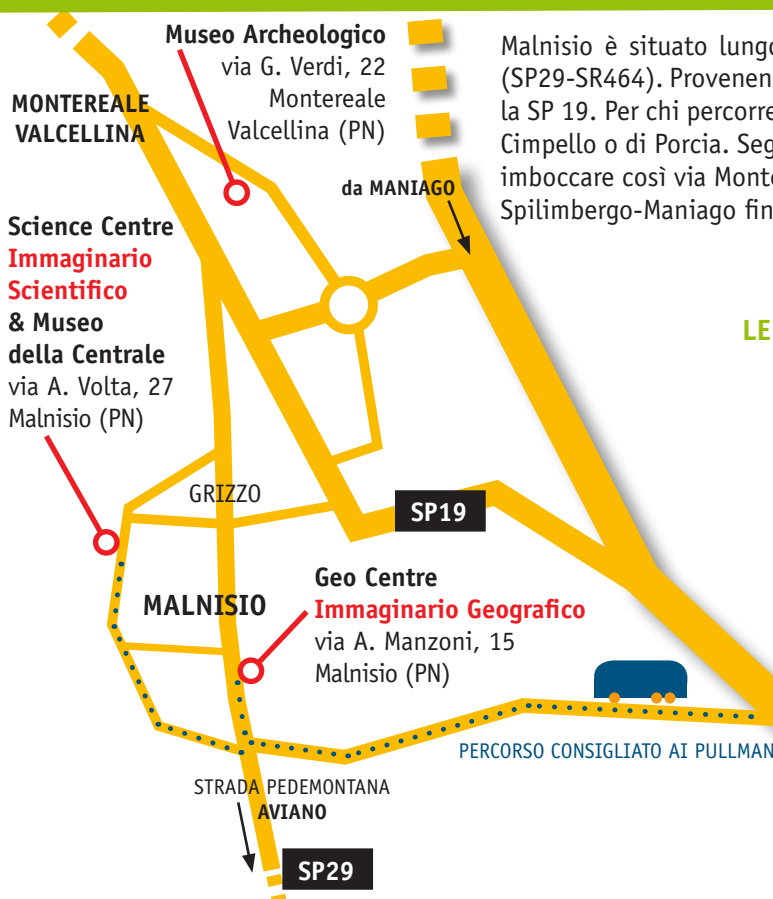 Museo Archeologico
via G. Verdi, 22
Montereale
Valcellina (PN)
MONTEREALE
VALCELLINA
da MANIAGO
Malnisio è situato lungo
(SP29-SR464). Provenen
la SP 19. Per chi percorre
Cimpello o di Porcia. Seg
imboccare così via Monte
Spilimbergo-Maniago fin
Science Centre
Immaginario
Scientifico
& Museo
della Centrale
via A. Volta, 27
Malnisio (PN)
LE
GRIZZO
SP19
MALNISIO
Geo Centre
Immaginario Geografico
via A. Manzoni, 15
Malnisio (PN)
PERCORSO CONSIGLIATO AI PULLMAN
STRADA PEDEMONTANA
AVIANO
SP29